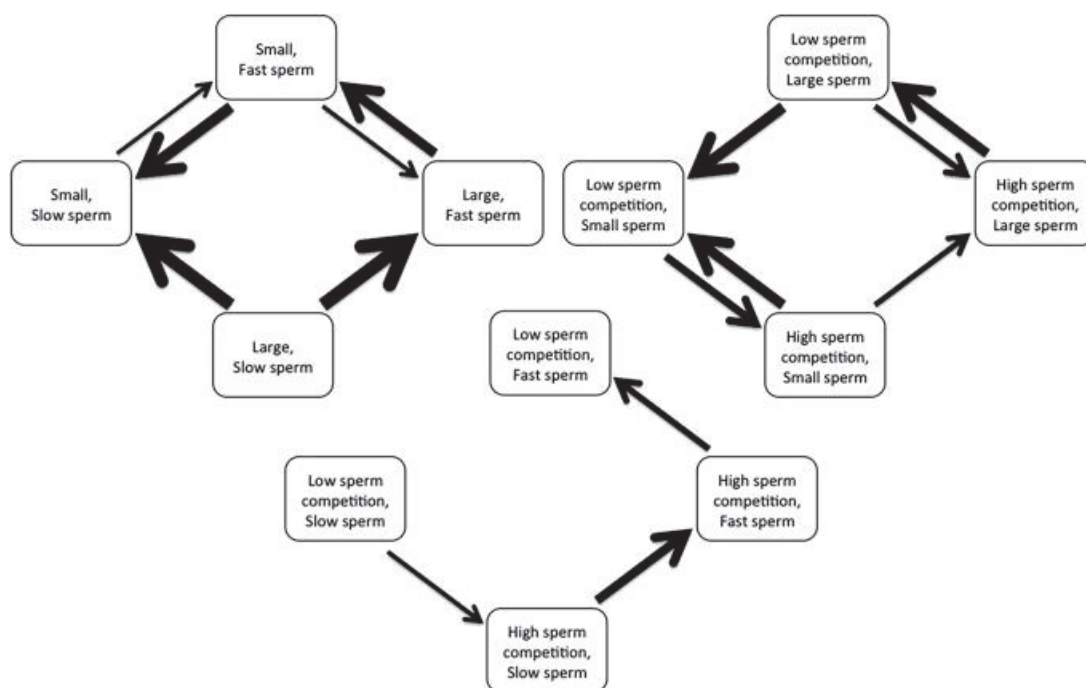 Small,
Fast sperm
Small,
Slow sperm
Large,
Fast sperm
Large,
Slow sperm
Low sperm
competition,
Large sperm
Low sperm
competition,
Small sperm
High sperm
competition,
Large sperm
High sperm
competition,
Small sperm
Low sperm
competition,
Fast sperm
Low sperm
competition,
Slow sperm
High sperm
competition,
Fast sperm
High sperm
competition,
Slow sperm